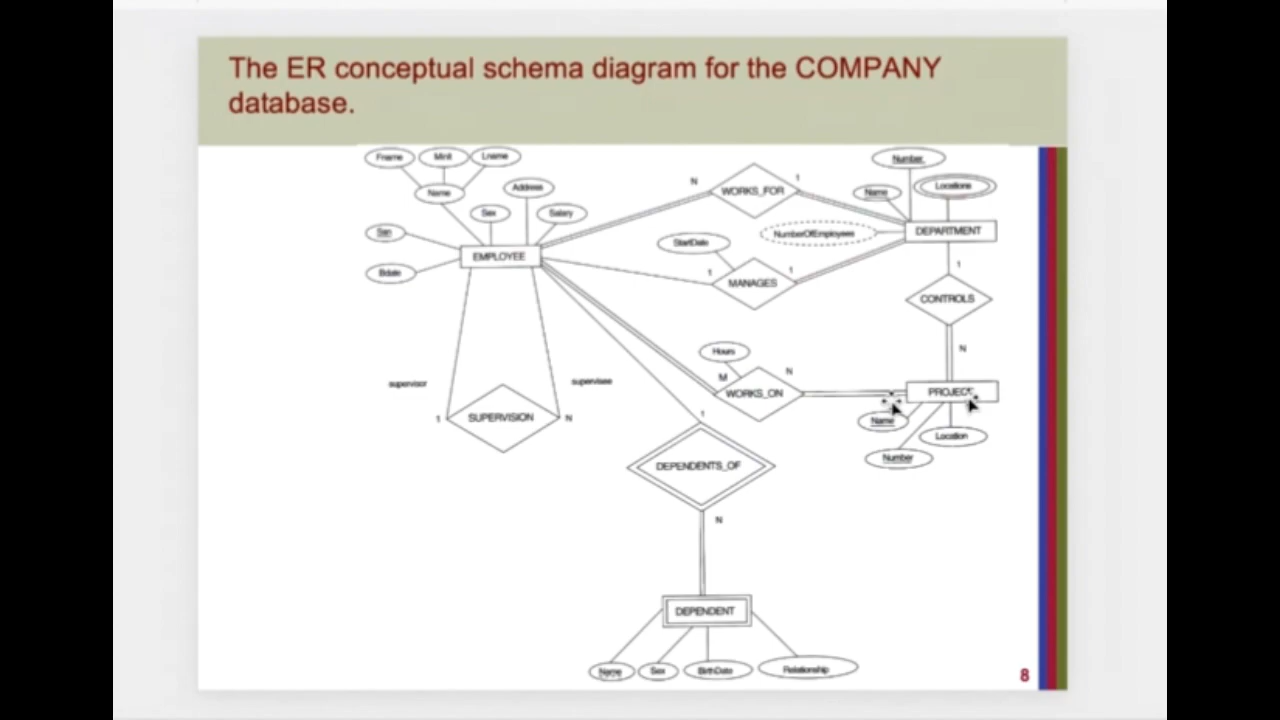 The ER conceptual schema diagram for the COMPANY
database.
Fname
Minit
Lname
Number
Name
Address
N
WORKS_FOR
1
Name
Locations
Sex
Salary
Ssn
NumberOfEmployees
DEPARTMENT
StartDate
EMPLOYEE
Bdate
1
MANAGES
1
1
CONTROLS
N
Hours
M
N
supervisor
supervisee
WORKS_ON
PROJECT
1
SUPERVISION
N
1
Name
Location
Number
DEPENDENTS_OF
N
DEPENDENT
Name
Sex
BirthDate
Relationship
8